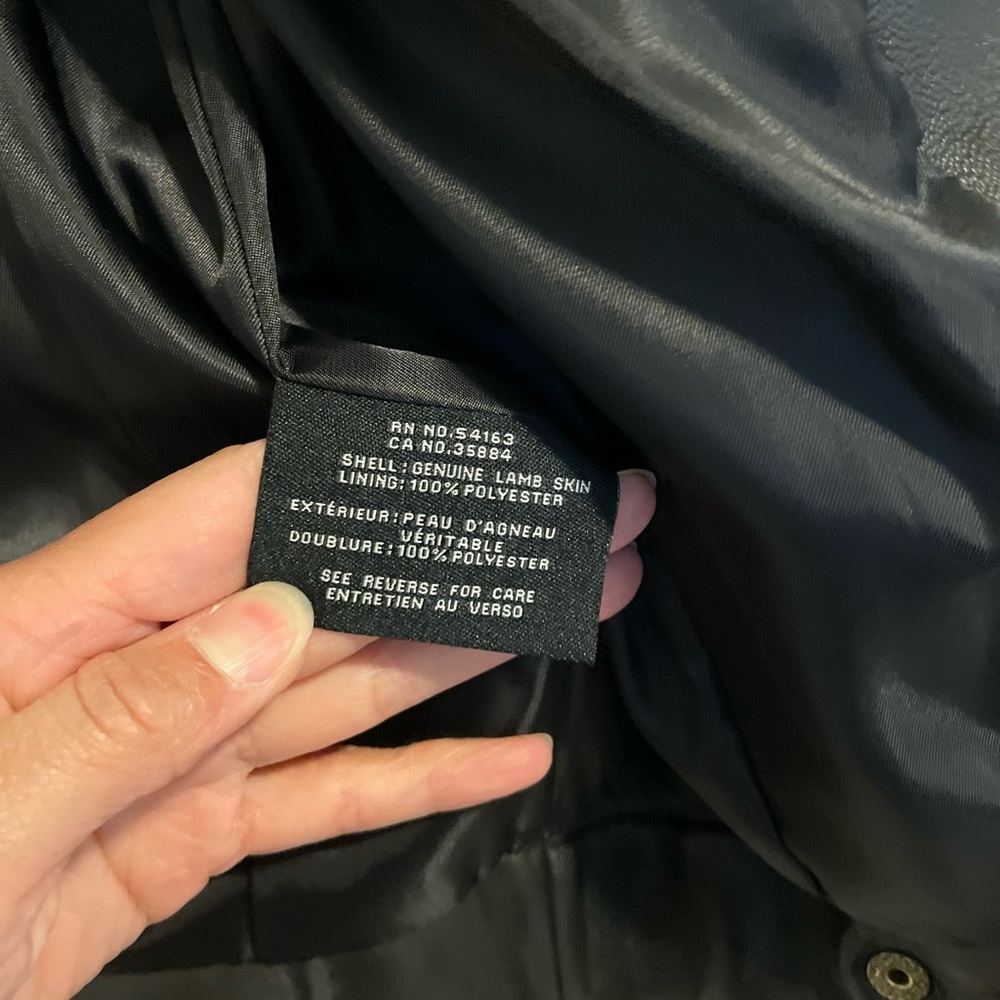 RN NO.54163
CA NO.35884
SHELL:GENUINE LAMB SKIN
LINING:100% POLYESTER
EXTÉRIEUR:PEAU D'AGNEAU
VÉRITABLE
DOUBLURE:100% POLYESTER
SEE REVERSE FOR CARE
ENTRETIEN AU VERSO